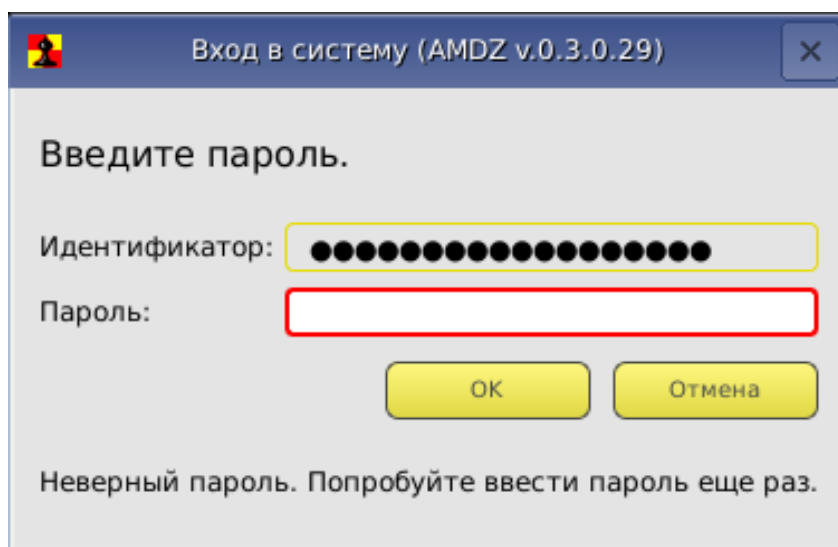 Вход в систему (AMDZ v.0.3.0.29)
Введите пароль.
Идентификатор: ●●●●●●●●●●●●●●●●●●
Пароль:
OK Отмена
Неверный пароль. Попробуйте ввести пароль еще раз.